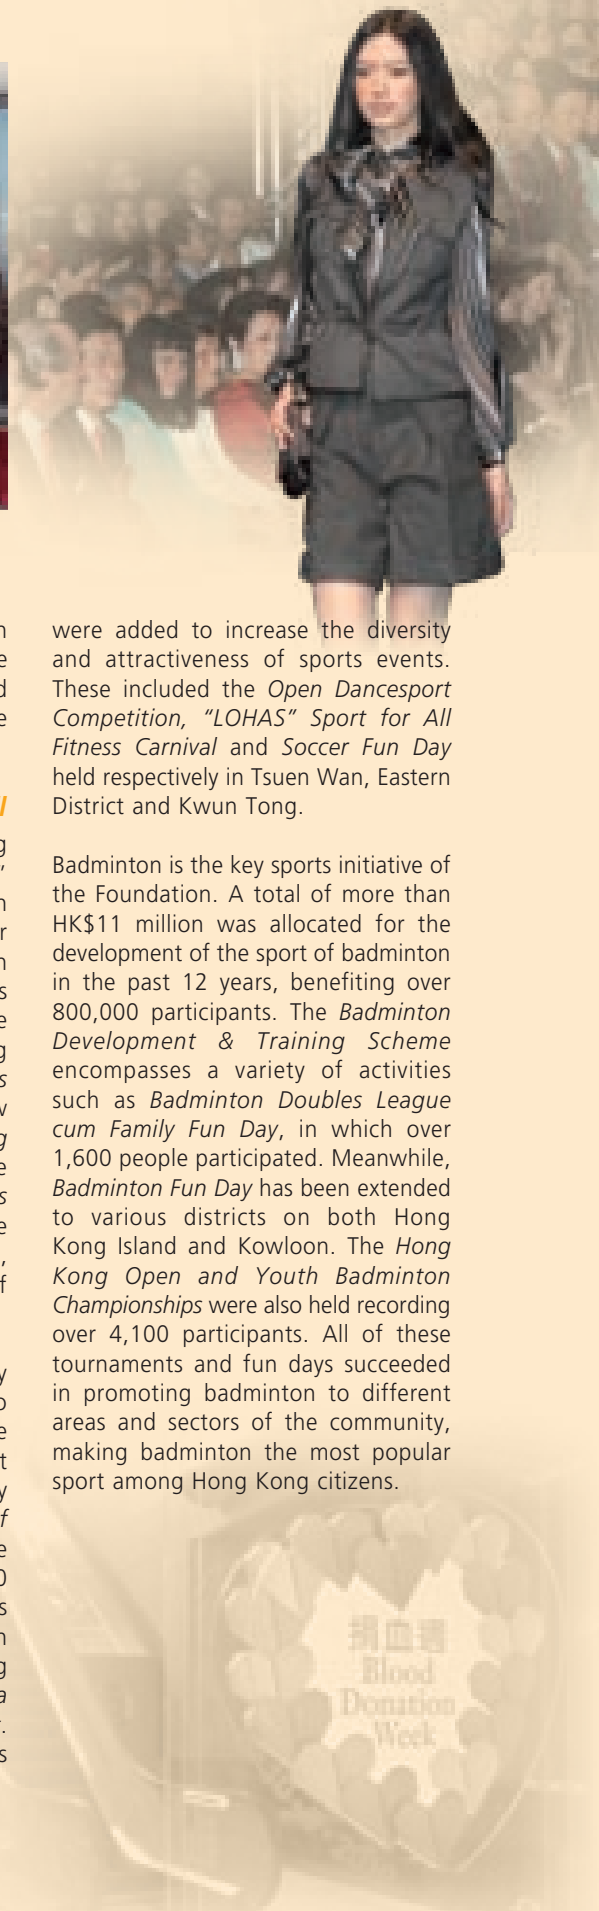 were added to increase the diversity
and attractiveness of sports events.
These included the Open Dancesport
Competition, “LOHAS” Sport for All
Fitness Carnival and Soccer Fun Day
held respectively in Tsuen Wan, Eastern
District and Kwun Tong.
Badminton is the key sports initiative of
the Foundation. A total of more than
HK$11 million was allocated for the
development of the sport of badminton
in the past 12 years, benefiting over
800,000 participants. The Badminton
Development & Training Scheme
encompasses a variety of activities
such as Badminton Doubles League
cum Family Fun Day, in which over
1,600 people participated. Meanwhile,
Badminton Fun Day has been extended
to various districts on both Hong
Kong Island and Kowloon. The Hong
Kong Open and Youth Badminton
Championships were also held recording
over 4,100 participants. All of these
tournaments and fun days succeeded
in promoting badminton to different
areas and sectors of the community,
making badminton the most popular
sport among Hong Kong citizens.
捐血週
Blood
Donation
Week